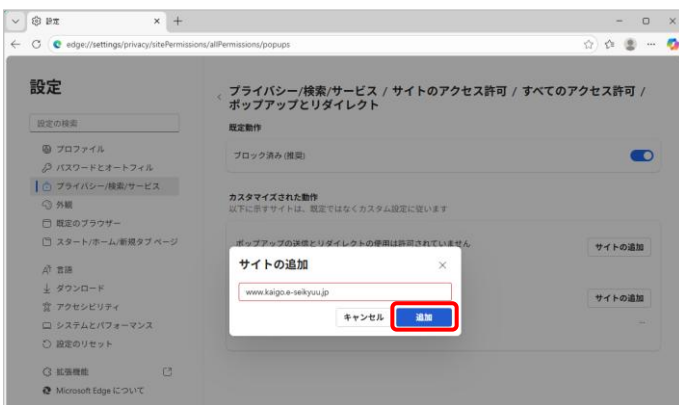 設定
edge://settings/privacy/sitePermissions/allPermissions/popups
設定
設定の検索
プロファイル
パスワードとオートフィル
プライバシー/検索/サービス
外観
既定のブラウザー
スタート/ホーム/新規タブ ページ
言語
ダウンロード
アクセシビリティ
システムとパフォーマンス
設定のリセット
拡張機能
Microsoft Edge について
プライバシー/検索/サービス / サイトのアクセス許可 / すべてのアクセス許可 /
ポップアップとリダイレクト
既定動作
ブロック済み (推奨)
カスタマイズされた動作
以下に示すサイトは、既定ではなくカスタム設定に従います
ポップアップの送信とリダイレクトの使用は許可されていません
サイトの追加
サイトの追加
www.kaigo.e-seikyuu.jp
キャンセル
追加
サイトの追加